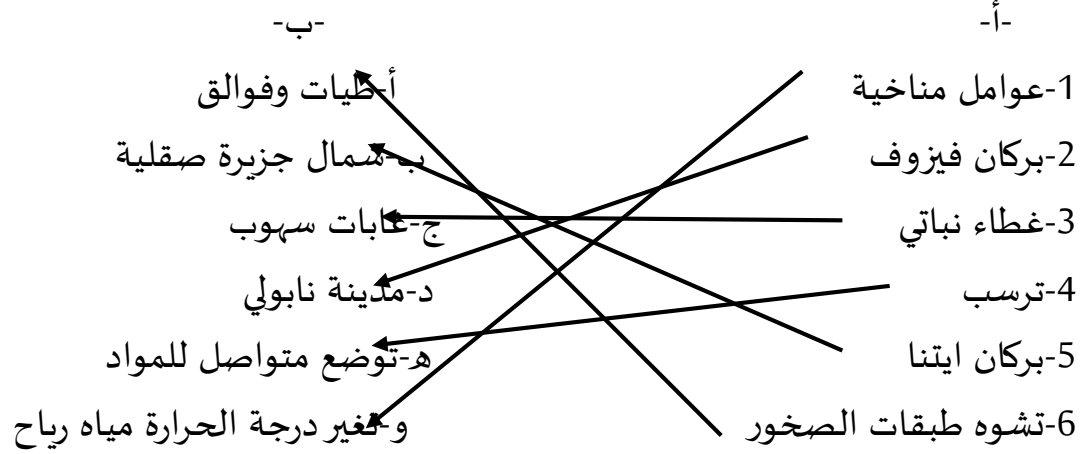 -أ- -ب-
1-عوامل مناخية أ-طيات وفوالق
2-بركان فيزوف ب-شمال جزيرة صقلية
3-غطاء نباتي ج-غابات سهوب
4-ترسب د-مدينة نابولي
5-بركان ايتنا ه-توضع متواصل للمواد
6-تشوه طبقات الصخور و-تغير درجة الحرارة مياه رياح